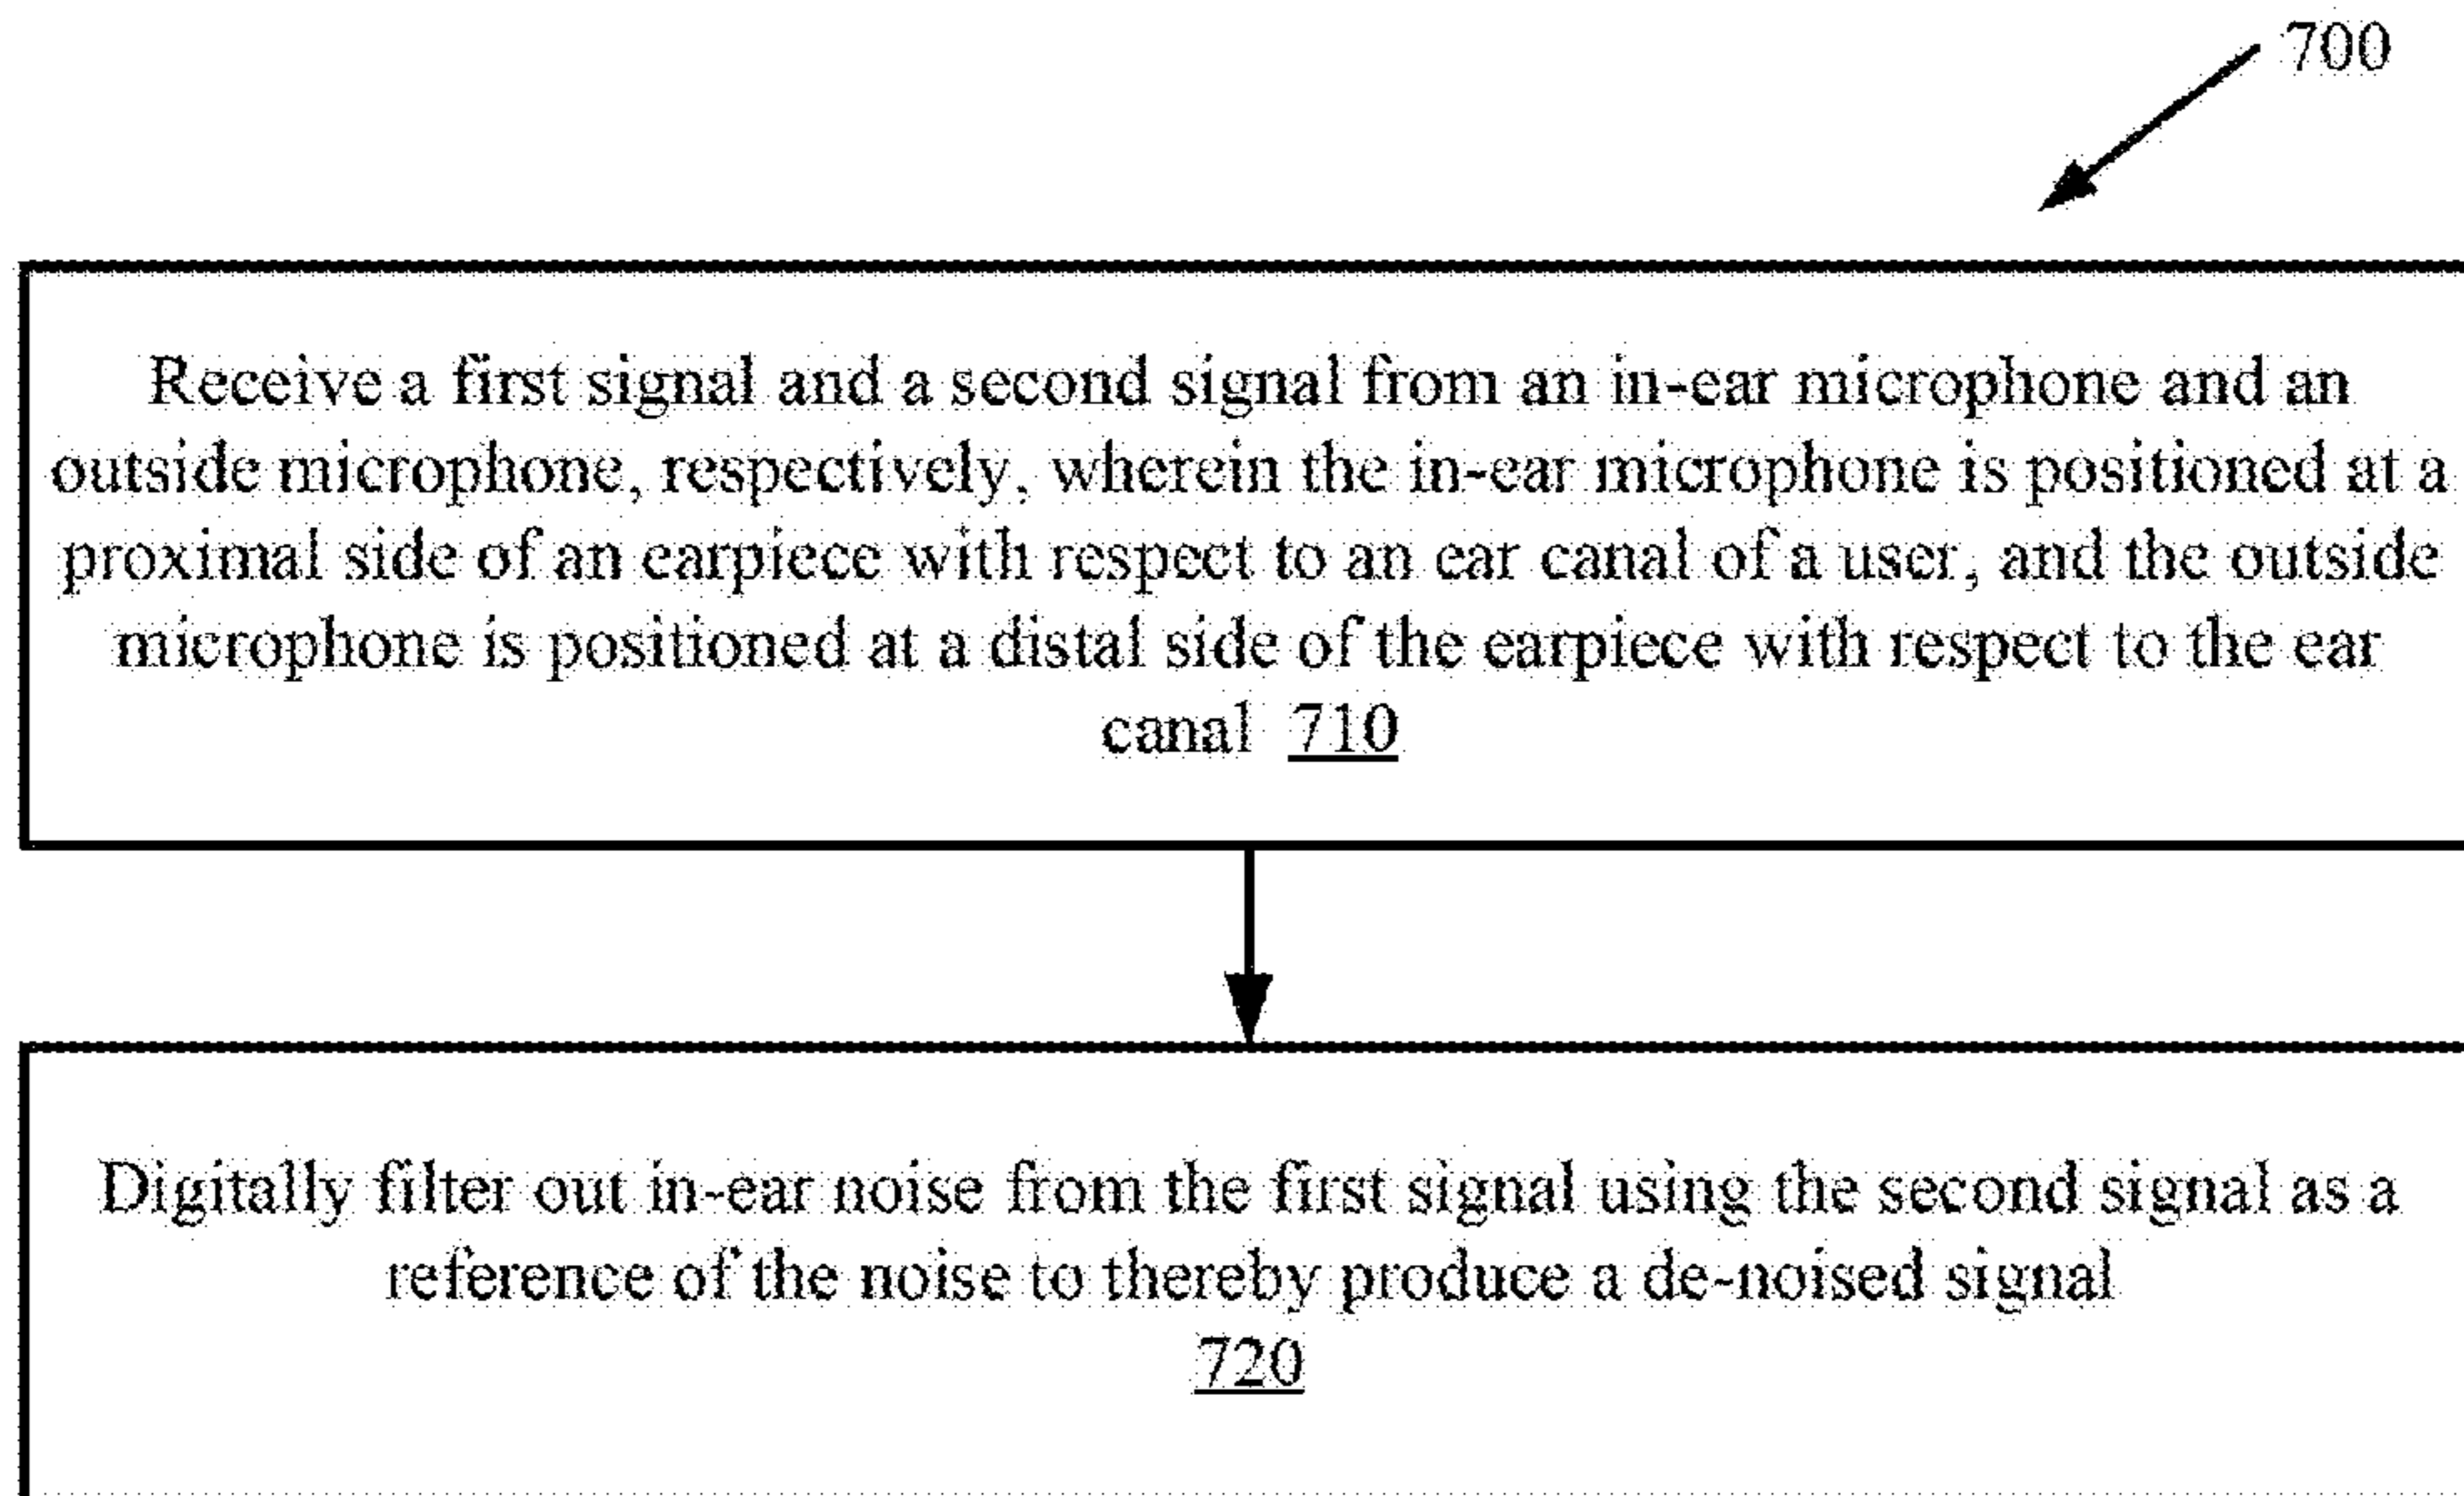 700
Receive a first signal and a second signal from an in-ear microphone and an
outside microphone, respectively, wherein the in-ear microphone is positioned at a
proximal side of an earpiece with respect to an ear canal of a user, and the outside
microphone is positioned at a distal side of the earpiece with respect to the ear
canal 710
Digitally filter out in-ear noise from the first signal using the second signal as a
reference of the noise to thereby produce a de-noised signal
720